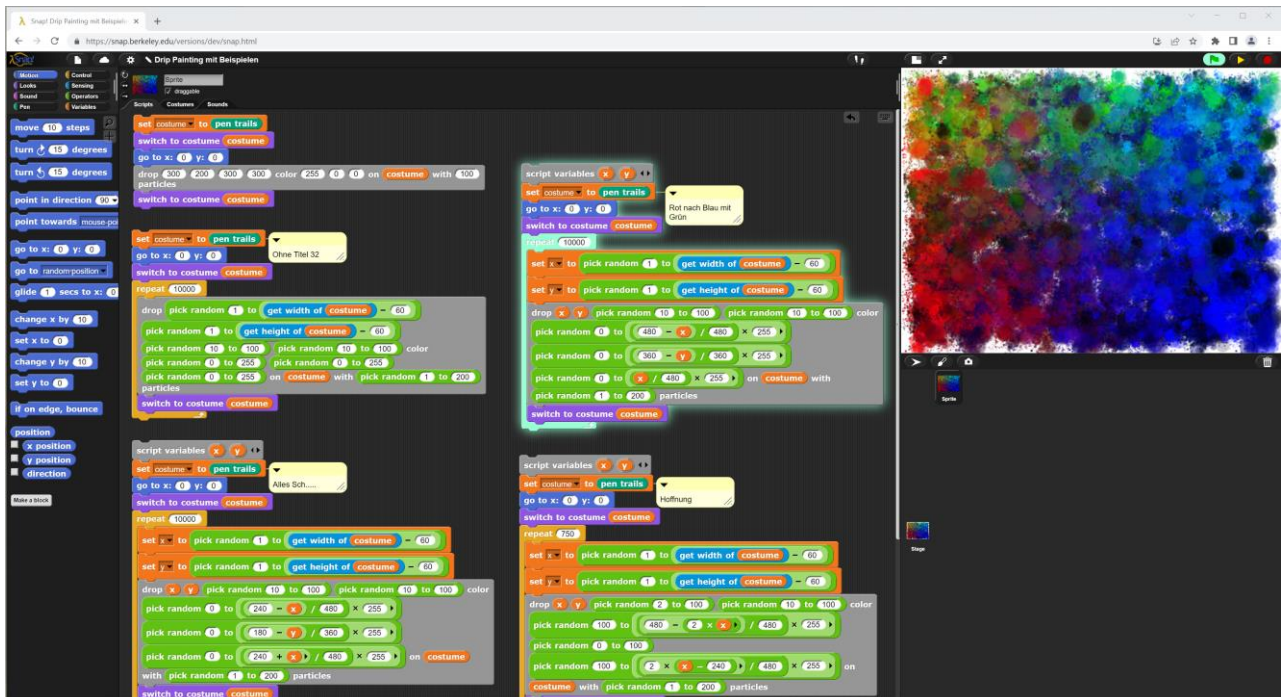 Snap! Drip Painting mit Beispielen
https://snap.berkeley.edu/versions/dev/snap.html
Drip Painting mit Beispielen
Motion Control
Looks Sensing
Sound Operators
Pen Variables
Sprite
draggable
Scripts Costumes Sounds
move 10 steps
turn 15 degrees
turn 15 degrees
point in direction 90
point towards mouse-poi
go to x: 0 y: 0
go to random position
glide 1 secs to x: 0
change x by 10
set x to 0
change y by 10
set y to 0
if on edge, bounce
position
x position
y position
direction
Make a block
set costume to pen trails
switch to costume costume
go to x: 0 y: 0
drop 300 200 300 300 color 255 0 0 on costume with 100
particles
switch to costume costume
set costume to pen trails
go to x: 0 y: 0
Ohne Titel 32
switch to costume costume
repeat 10000
drop pick random 1 to get width of costume - 60
pick random 1 to get height of costume - 60
pick random 10 to 100 pick random 10 to 100 color
pick random 0 to 255 pick random 0 to 255
pick random 0 to 255 on costume with pick random 1 to 200
particles
switch to costume costume
script variables x y
set costume to pen trails
go to x: 0 y: 0
Alles Sch.....
switch to costume costume
repeat 10000
set x to pick random 1 to get width of costume - 60
set y to pick random 1 to get height of costume - 60
drop x y pick random 10 to 100 pick random 10 to 100 color
pick random 0 to 240 - x / 480 × 255
pick random 0 to 180 - y / 360 × 255
pick random 0 to 240 + x / 480 × 255 on costume
with pick random 1 to 200 particles
switch to costume costume
script variables x y
set costume to pen trails
go to x: 0 y: 0
Rot nach Blau mit
Grün
switch to costume costume
repeat 10000
set x to pick random 1 to get width of costume - 60
set y to pick random 1 to get height of costume - 60
drop x y pick random 10 to 100 pick random 10 to 100 color
pick random 0 to 480 - x / 480 × 255
pick random 0 to 360 - y / 360 × 255
pick random 0 to x / 480 × 255 on costume with
pick random 1 to 200 particles
switch to costume costume
script variables x y
set costume to pen trails
go to x: 0 y: 0
Hoffnung
switch to costume costume
repeat 750
set x to pick random 1 to get width of costume - 60
set y to pick random 1 to get height of costume - 60
drop x y pick random 2 to 100 pick random 10 to 100 color
pick random 100 to 480 - 2 × x / 480 × 255
pick random 0 to 100
pick random 100 to 2 × x - 240 / 480 × 255 on
costume with pick random 1 to 200 particles
switch to costume costume
Sprite
Stage